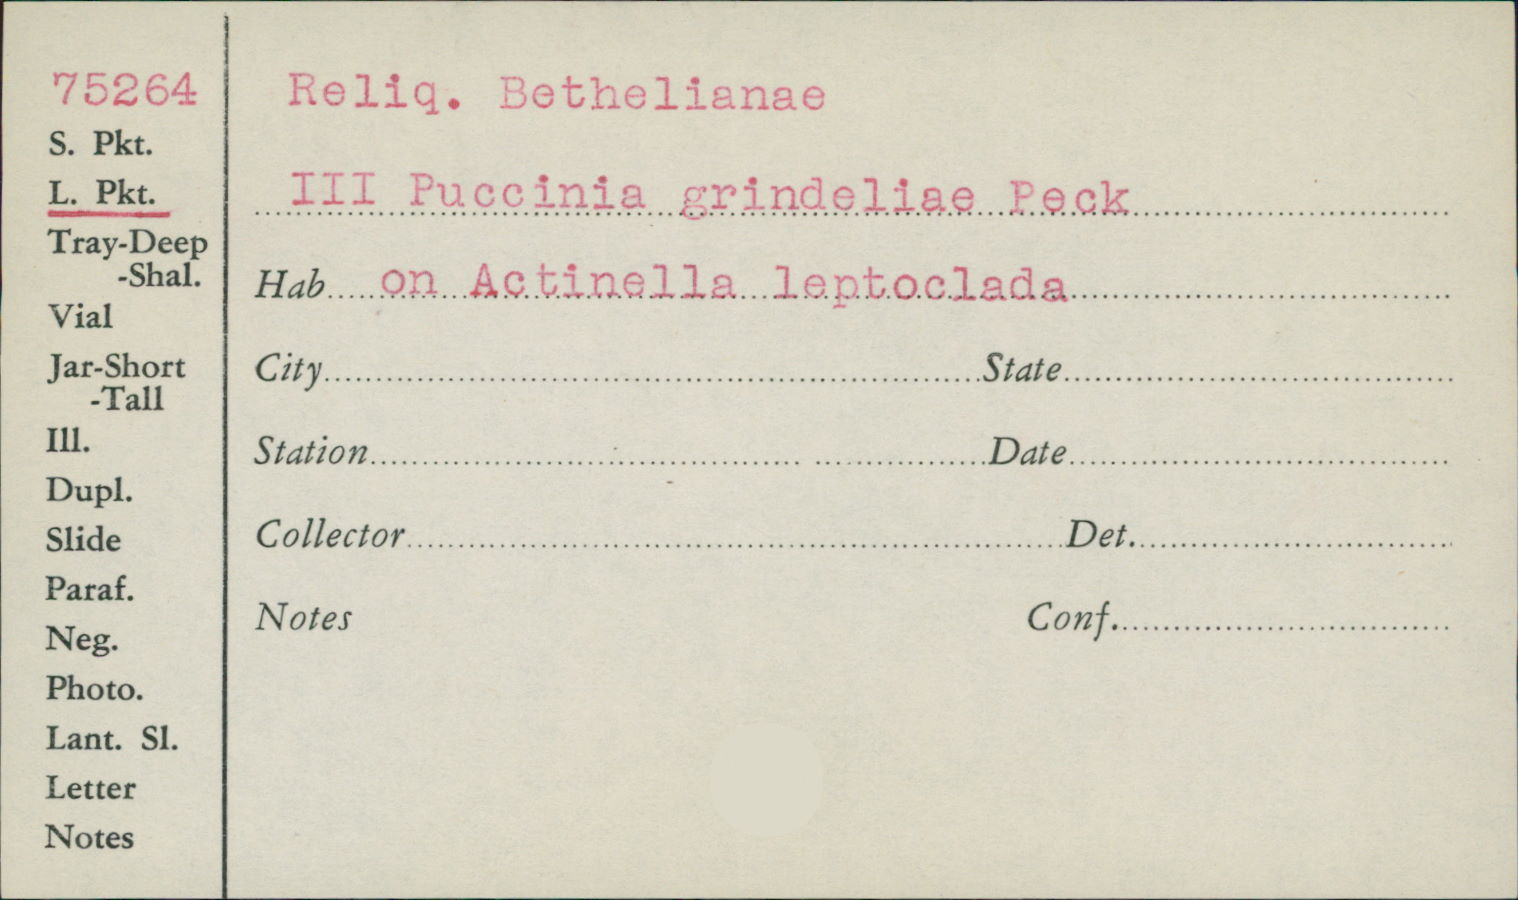 75264
S. Pkt.
L. Pkt.
Tray-Deep
-Shal.
Vial
Jar-Short
-Tall
Ill.
Dupl.
Slide
Paraf.
Neg.
Photo.
Lant. Sl.
Letter
Notes
Reliq. Bethelianae
III Puccinia grindeliae Peck
Hab on Actinella leptoclada
City State
Station Date
Collector Det.
Notes Conf.